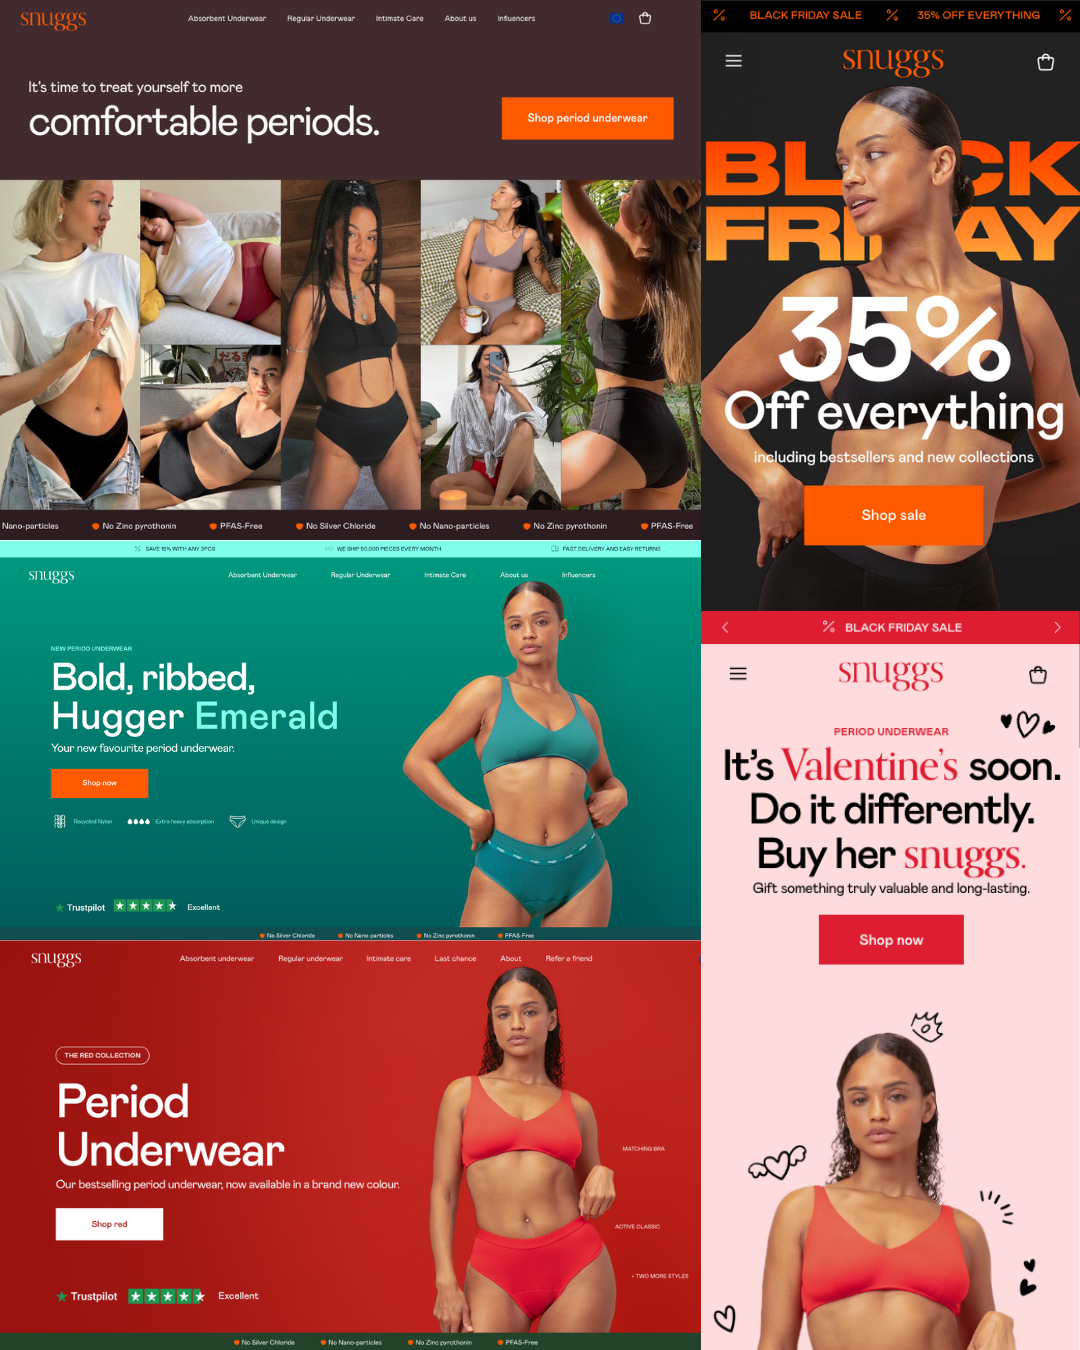 snuggs
Absorbent Underwear Regular Underwear Intimate Care About us Influencers
It's time to treat yourself to more
comfortable periods.
Shop period underwear
だるま
Nano-particles No Zinc pyrothonin PFAS-Free No Silver Chloride No Nano-particles No Zinc pyrothonin PFAS-Free
SAVE 15% WITH ANY 3PCS WE SHIP 50.000 PIECES EVERY MONTH FAST DELIVERY AND EASY RETURNS
snuggs
Absorbent Underwear Regular Underwear Intimate Care About us Influencers
NEW PERIOD UNDERWEAR
Bold, ribbed,
Hugger Emerald
Your new favourite period underwear.
Shop now
Recycled Nylon Extra heavy absorption Unique design
Trustpilot Excellent
No Silver Chloride No Nano-particles No Zinc pyrothonin PFAS-Free
snuggs
Absorbent underwear Regular underwear Intimate care Last chance About Refer a friend
THE RED COLLECTION
Period
Underwear
Our bestselling period underwear, now available in a brand new colour.
Shop red
MATCHING BRA
ACTIVE CLASSIC
+ TWO MORE STYLES
Trustpilot Excellent
No Silver Chloride No Nano-particles No Zinc pyrothonin PFAS-Free
% BLACK FRIDAY SALE % 35% OFF EVERYTHING %
snuggs
BLACK
FRIDAY
35%
Off everything
including bestsellers and new collections
Shop sale
% BLACK FRIDAY SALE
snuggs
PERIOD UNDERWEAR
It's Valentine's soon.
Do it differently.
Buy her snuggs.
Gift something truly valuable and long-lasting.
Shop now